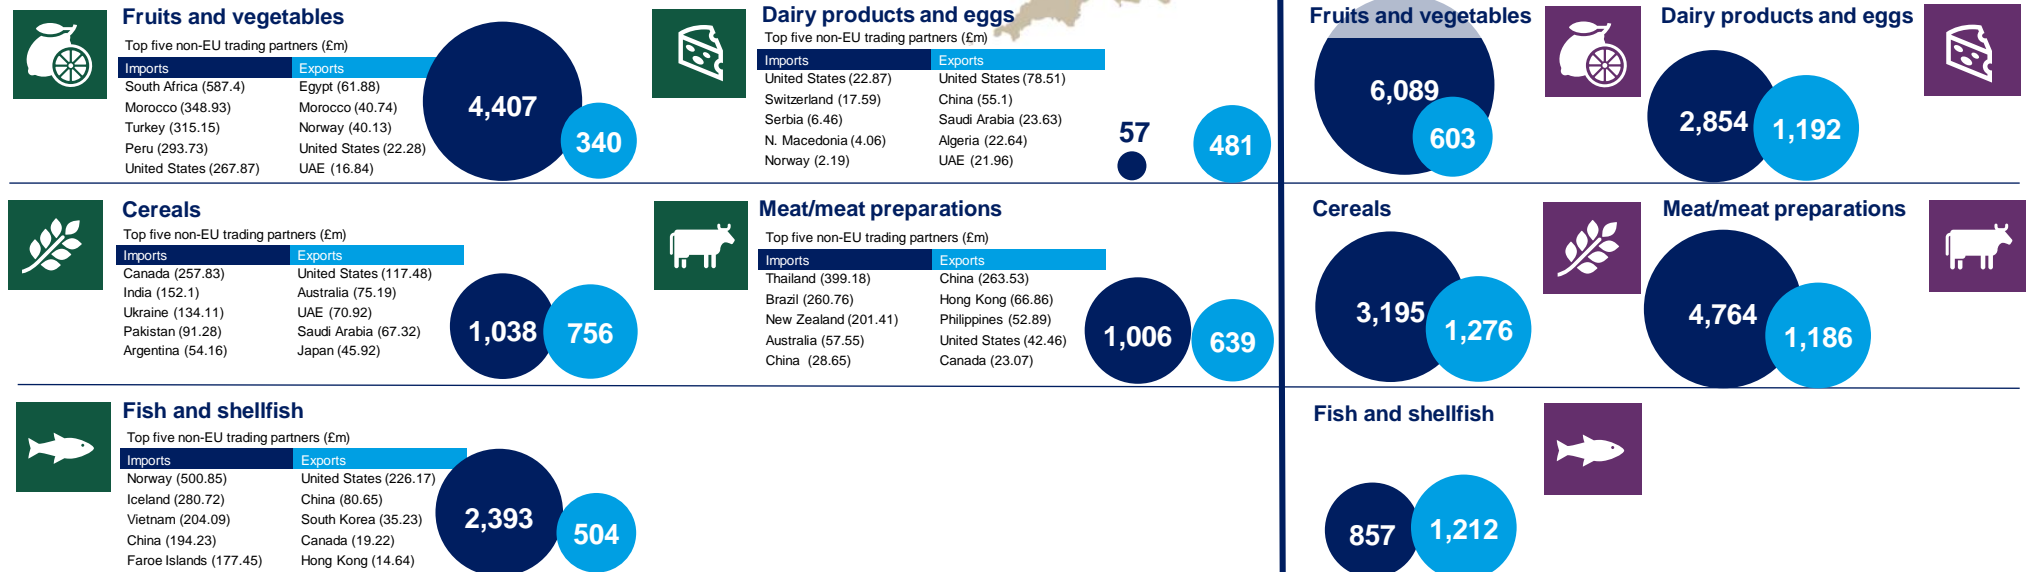 Fruits and vegetables
Top five non-EU trading partners (£m)
Imports Exports
South Africa (587.4) Egypt (61.88)
Morocco (348.93) Morocco (40.74)
Turkey (315.15) Norway (40.13)
Peru (293.73) United States (22.28)
United States (267.87) UAE (16.84)
4,407
340
Dairy products and eggs
Top five non-EU trading partners (£m)
Imports Exports
United States (22.87) United States (78.51)
Switzerland (17.59) China (55.1)
Serbia (6.46) Saudi Arabia (23.63)
N. Macedonia (4.06) Algeria (22.64)
Norway (2.19) UAE (21.96)
57
481
Fruits and vegetables
6,089
603
Dairy products and eggs
2,854 1,192
Cereals
Top five non-EU trading partners (£m)
Imports Exports
Canada (257.83) United States (117.48)
India (152.1) Australia (75.19)
Ukraine (134.11) UAE (70.92)
Pakistan (91.28) Saudi Arabia (67.32)
Argentina (54.16) Japan (45.92)
1,038 756
Meat/meat preparations
Top five non-EU trading partners (£m)
Imports Exports
Thailand (399.18) China (263.53)
Brazil (260.76) Hong Kong (66.86)
New Zealand (201.41) Philippines (52.89)
Australia (57.55) United States (42.46)
China (28.65) Canada (23.07)
1,006 639
Cereals
3,195 1,276
Meat/meat preparations
4,764 1,186
Fish and shellfish
Top five non-EU trading partners (£m)
Imports Exports
Norway (500.85) United States (226.17)
Iceland (280.72) China (80.65)
Vietnam (204.09) South Korea (35.23)
China (194.23) Canada (19.22)
Faroe Islands (177.45) Hong Kong (14.64)
2,393 504
Fish and shellfish
857 1,212